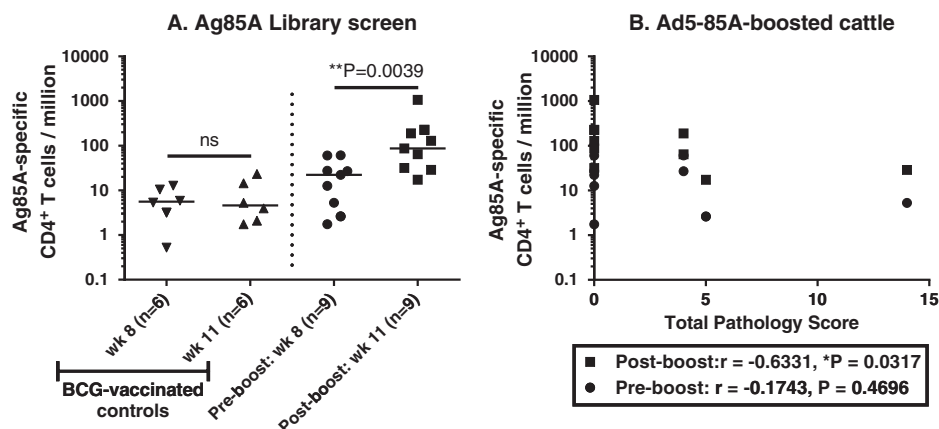 A. Ag85A Library screen
Ag85A-specific
CD4⁺ T cells / million
10000
1000
100
10
1
0.1
ns
**P=0.0039
wk 8 (n=6)
wk 11 (n=6)
Pre-boost: wk 8 (n=9)
Post-boost: wk 11 (n=9)
BCG-vaccinated
controls
B. Ad5-85A-boosted cattle
Ag85A-specific
CD4⁺ T cells / million
10000
1000
100
10
1
0.1
0
5
10
15
Total Pathology Score
Post-boost:r = -0.6331, *P = 0.0317
Pre-boost: r = -0.1743, P = 0.4696